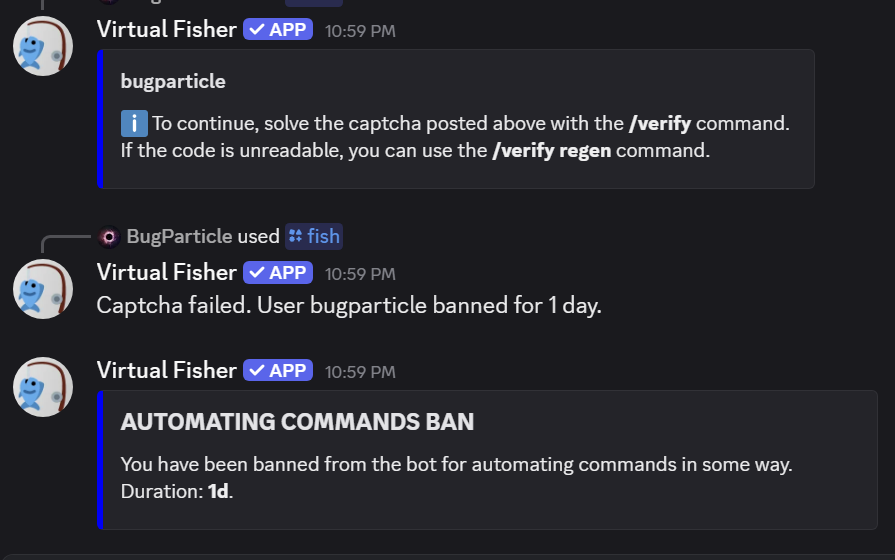 Virtual Fisher ✓ APP 10:59 PM
bugparticle
i To continue, solve the captcha posted above with the /verify command.
If the code is unreadable, you can use the /verify regen command.
BugParticle used fish
Virtual Fisher ✓ APP 10:59 PM
Captcha failed. User bugparticle banned for 1 day.
Virtual Fisher ✓ APP 10:59 PM
AUTOMATING COMMANDS BAN
You have been banned from the bot for automating commands in some way.
Duration: 1d.